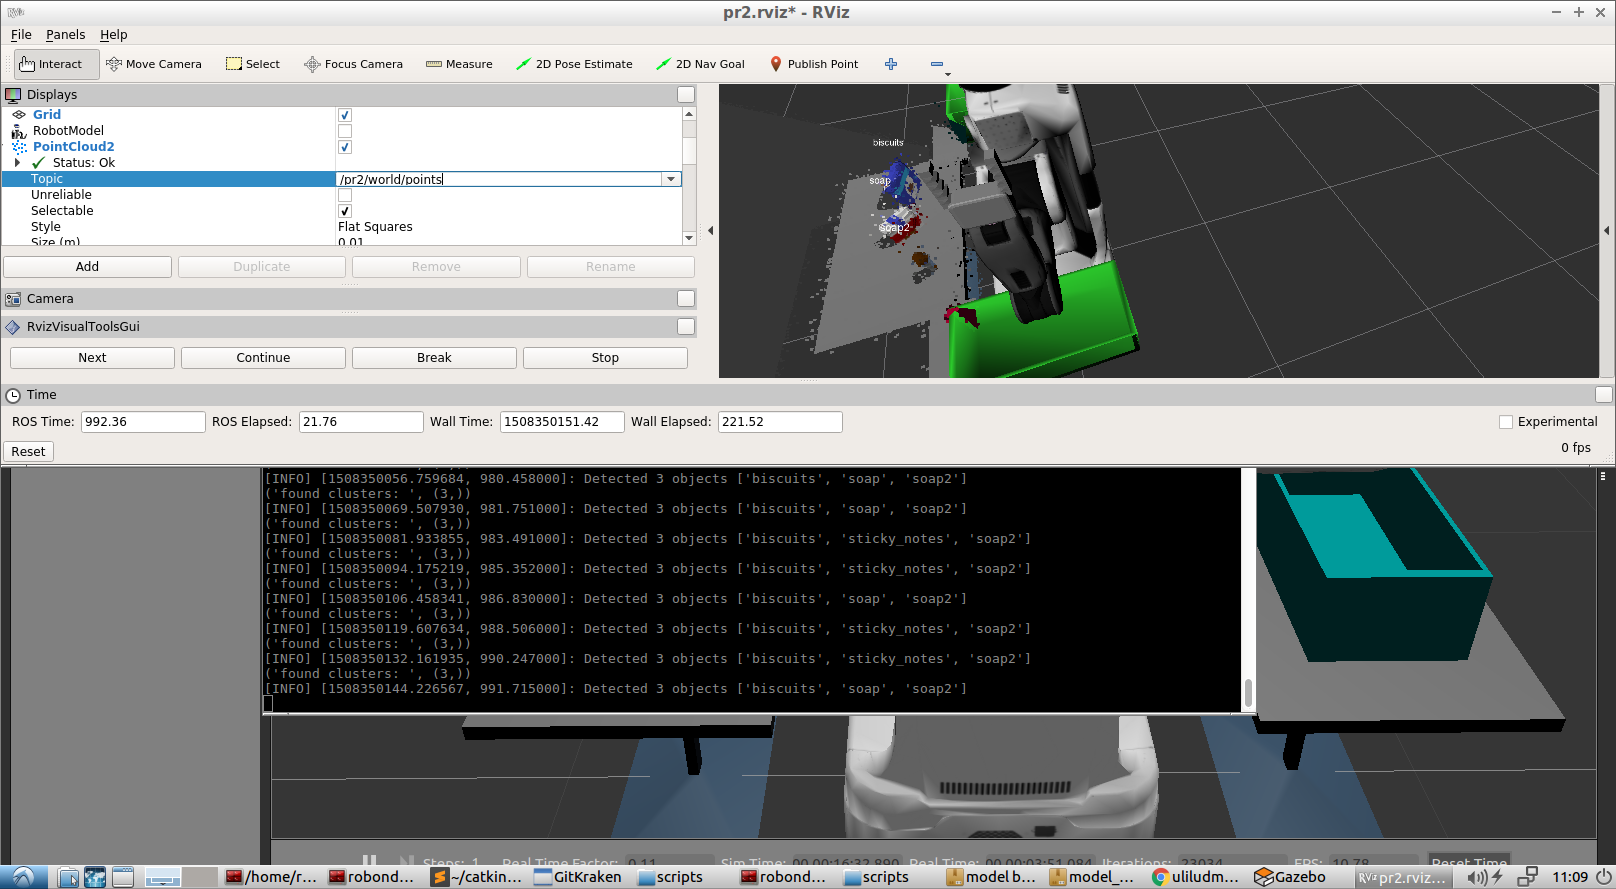 RViz
pr2.rviz* - RViz
File Panels Help
Interact Move Camera Select Focus Camera Measure 2D Pose Estimate 2D Nav Goal Publish Point
Displays
Grid
RobotModel
PointCloud2
Status: Ok
Topic /pr2/world/points
Unreliable
Selectable
Style Flat Squares
Size (m) 0.01
Add Duplicate Remove Rename
Camera
RvizVisualToolsGui
Next Continue Break Stop
biscuits
soap
soap2
Time
ROS Time: 992.36 ROS Elapsed: 21.76 Wall Time: 1508350151.42 Wall Elapsed: 221.52 Experimental
Reset 0 fps
[INFO] [1508350056.759684, 980.458000]: Detected 3 objects ['biscuits', 'soap', 'soap2']
('found clusters: ', (3,))
[INFO] [1508350069.507930, 981.751000]: Detected 3 objects ['biscuits', 'soap', 'soap2']
('found clusters: ', (3,))
[INFO] [1508350081.933855, 983.491000]: Detected 3 objects ['biscuits', 'sticky_notes', 'soap2']
('found clusters: ', (3,))
[INFO] [1508350094.175219, 985.352000]: Detected 3 objects ['biscuits', 'sticky_notes', 'soap2']
('found clusters: ', (3,))
[INFO] [1508350106.458341, 986.830000]: Detected 3 objects ['biscuits', 'soap', 'soap2']
('found clusters: ', (3,))
[INFO] [1508350119.607634, 988.506000]: Detected 3 objects ['biscuits', 'sticky_notes', 'soap2']
('found clusters: ', (3,))
[INFO] [1508350132.161935, 990.247000]: Detected 3 objects ['biscuits', 'sticky_notes', 'soap2']
('found clusters: ', (3,))
[INFO] [1508350144.226567, 991.715000]: Detected 3 objects ['biscuits', 'soap', 'soap2']
Steps: 1 Real Time Factor: 0.11 Sim Time: 00 00:16:32.890 Real Time: 00 00:03:51.084 Iterations: 23034 FPS: 10.78 Reset Time
/home/r... robond... ~/catkin... GitKraken scripts robond... scripts model b... model_... uliludm... Gazebo RViz pr2.rviz... 11:09